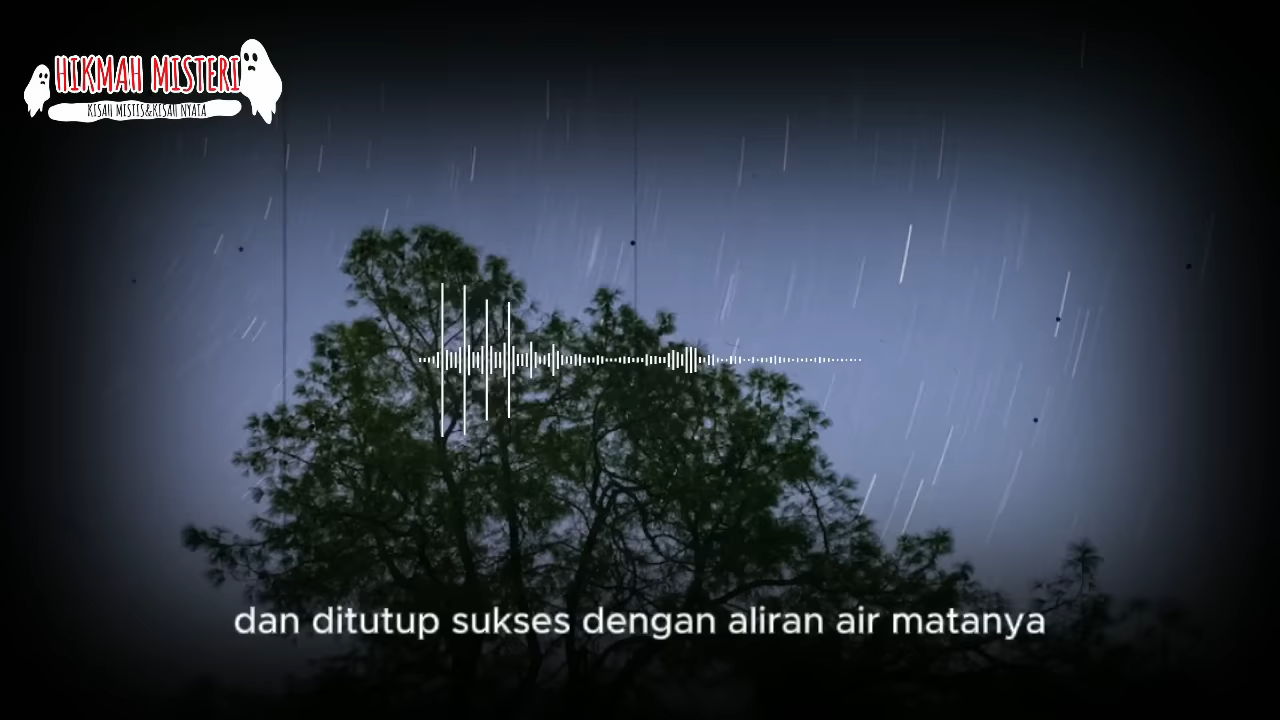 HIKMAH MISTERI
KISAH MISTIS&KISAH NYATA
dan ditutup sukses dengan aliran air matanya